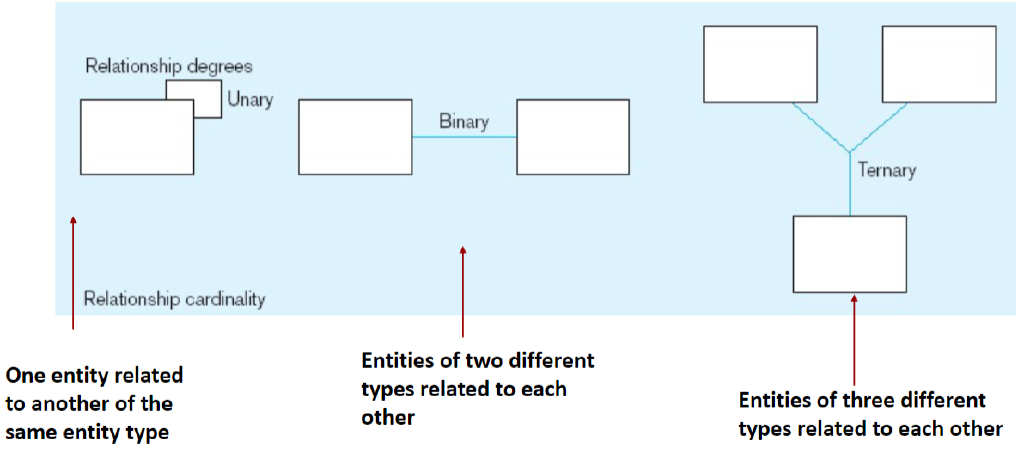 Relationship degrees
Unary
Binary
Ternary
Relationship cardinality
One entity related
to another of the
same entity type
Entities of two different
types related to each
other
Entities of three different
types related to each other